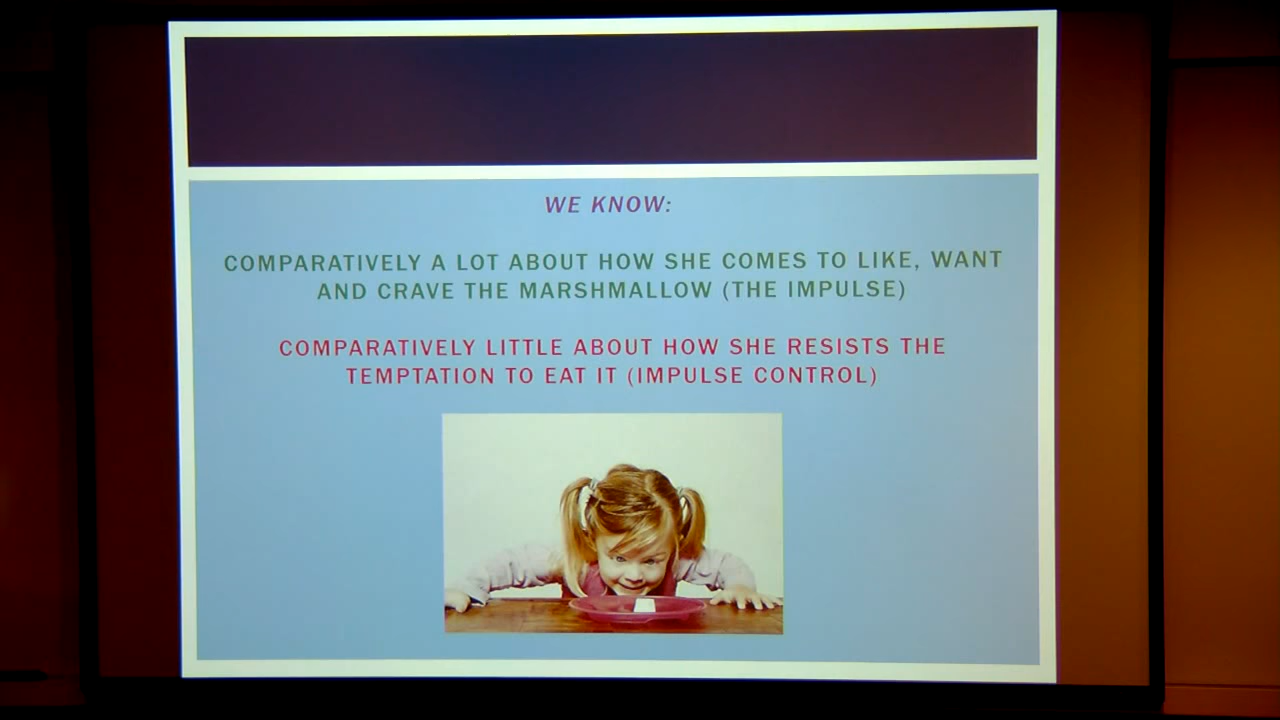 WE KNOW:
COMPARATIVELY A LOT ABOUT HOW SHE COMES TO LIKE, WANT
AND CRAVE THE MARSHMALLOW (THE IMPULSE)
COMPARATIVELY LITTLE ABOUT HOW SHE RESISTS THE
TEMPTATION TO EAT IT (IMPULSE CONTROL)